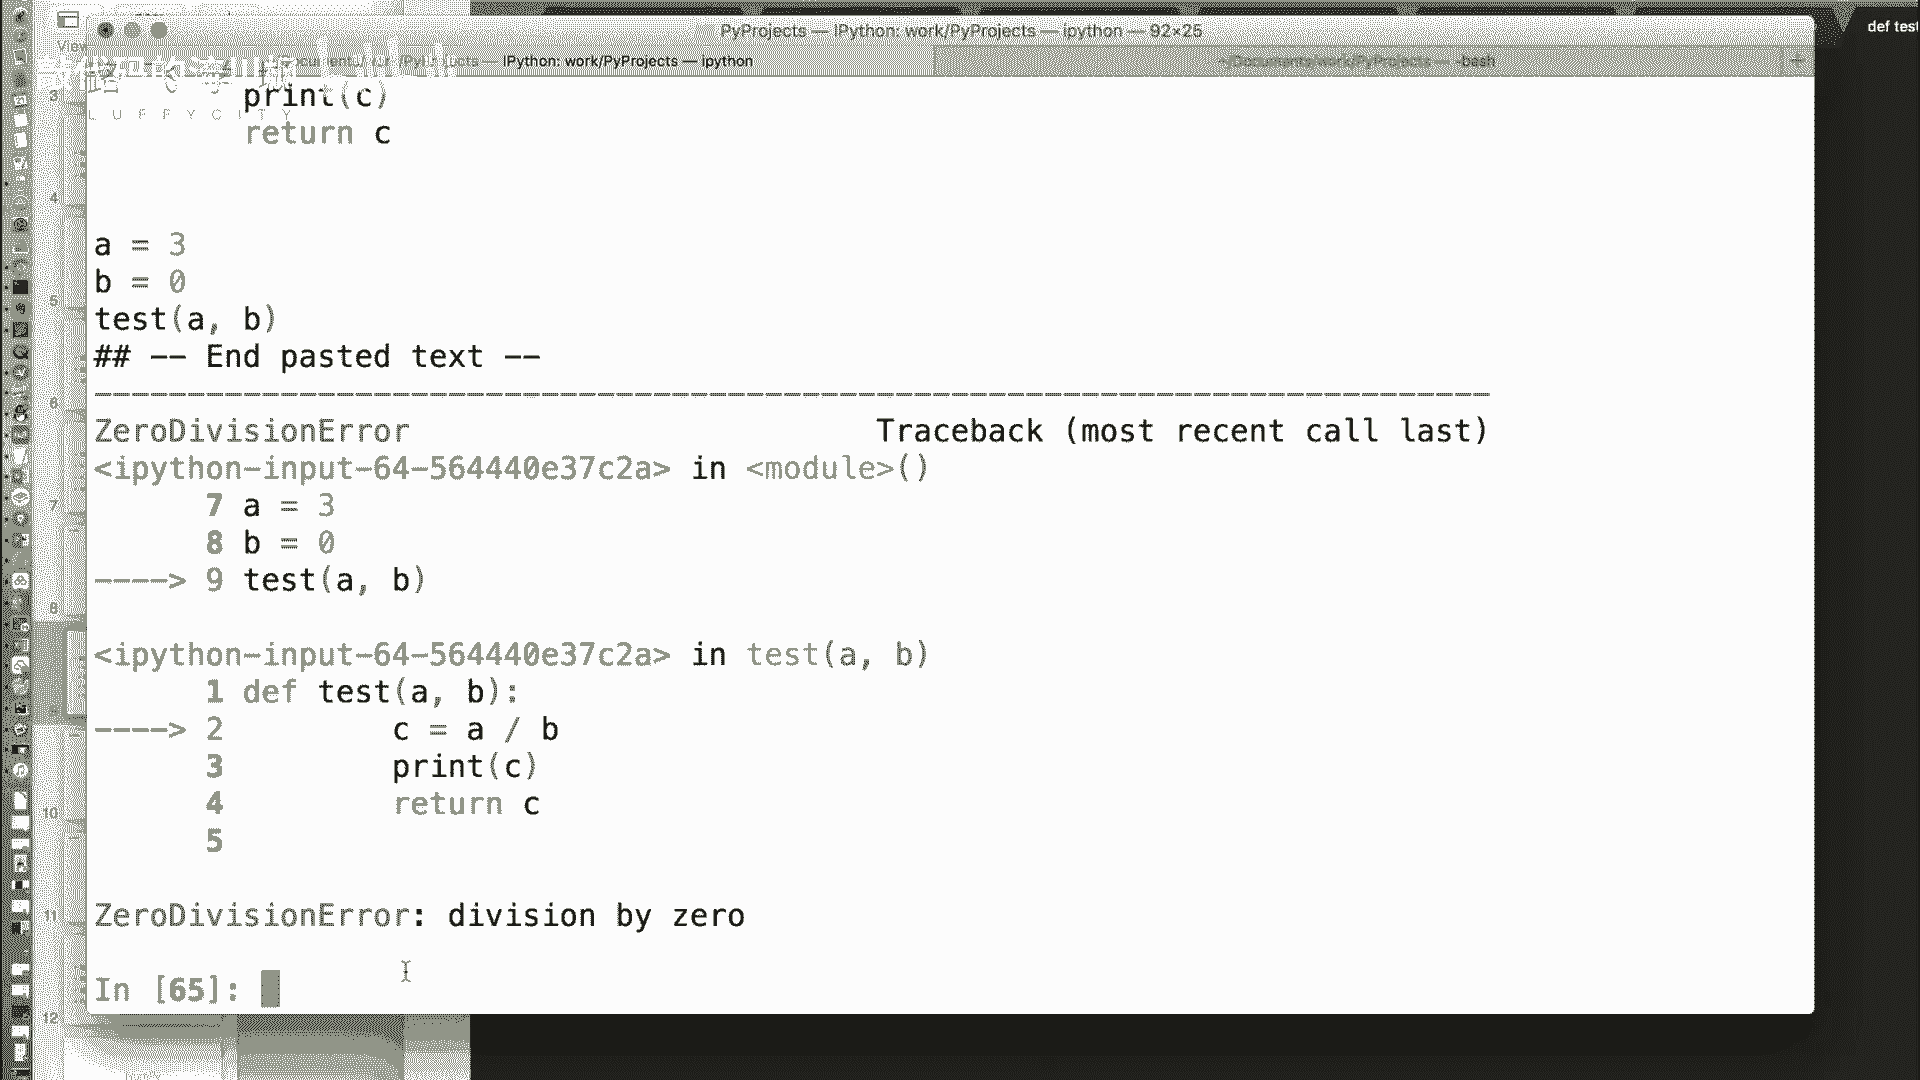 PyProjects — IPython: work/PyProjects — ipython — 92×25
def test
View
IPython: work/PyProjects — ipython
~/Documents/work/PyProjects — -bash
LUFFYCITY
print(c)
return c
a = 3
b = 0
test(a, b)
## -- End pasted text --
---------------------------------------------------------------------------
ZeroDivisionError                         Traceback (most recent call last)
<ipython-input-64-564440e37c2a> in <module>()
      7 a = 3
      8 b = 0
----> 9 test(a, b)
<ipython-input-64-564440e37c2a> in test(a, b)
      1 def test(a, b):
----> 2         c = a / b
      3         print(c)
      4         return c
      5
ZeroDivisionError: division by zero
In [65]:
3
4
5
6
7
8
10
11
12